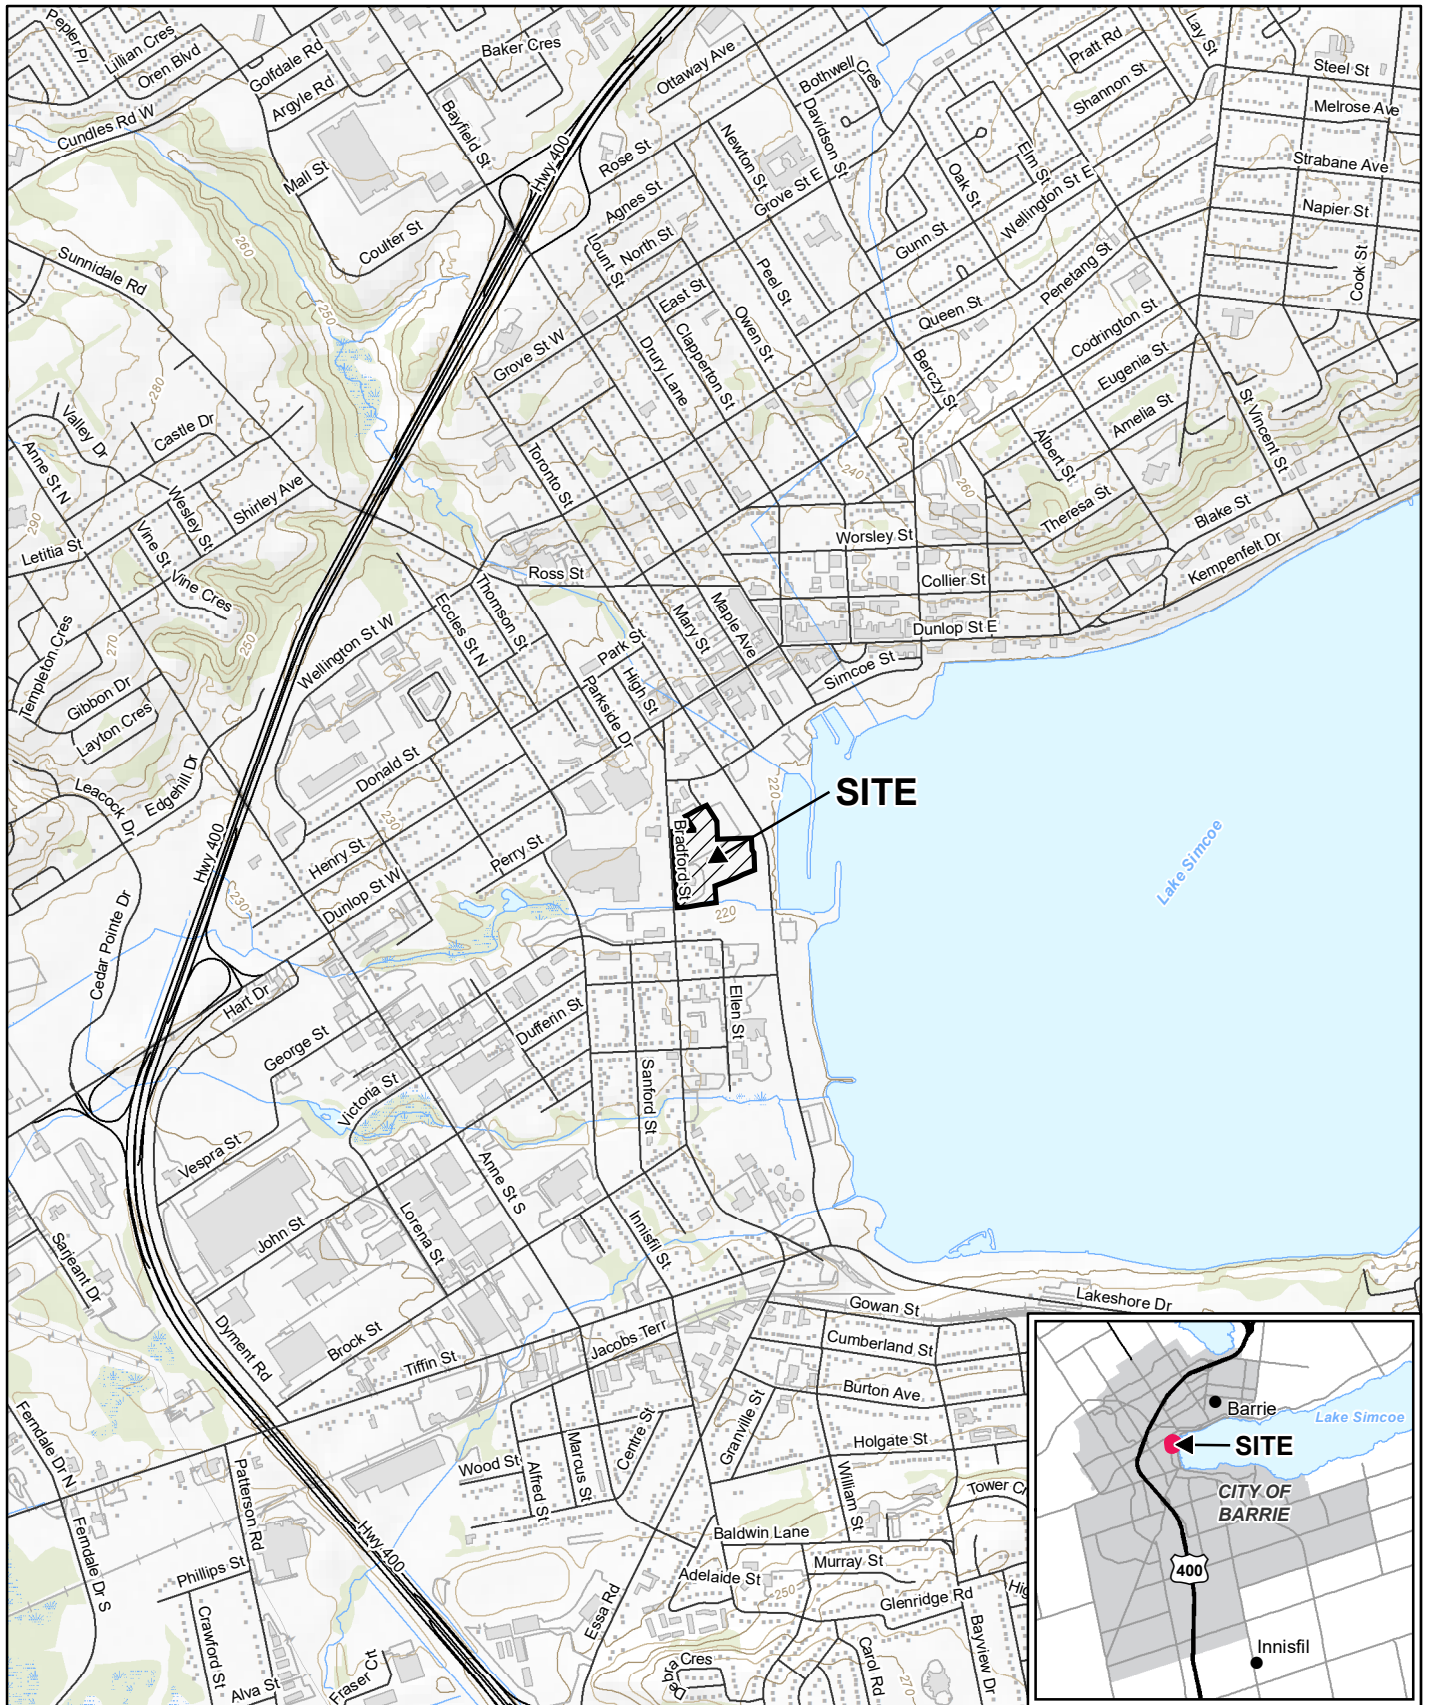 Pepler Pl
Lillian Cres
Oren Blvd
Golfdale Rd
Argyle Rd
Baker Cres
Ottaway Ave
Bothwell Cres
Pratt Rd
Lay St
Steel St
Melrose Ave
Shannon St
Cundles Rd W
Bayfield St
Hwy 400
Rose St
Newton St
Davidson St
Elm St
Strabane Ave
Mall St
Agnes St
Grove St E
Oak St
Wellington St E
Napier St
Coulter St
Lount St
North St
Gunn St
Cook St
Sunnidale Rd
260
250
East St
Peel St
Penetang St
Queen St
Owen St
Clapperton St
Drury Lane
Grove St W
Codrington St
Eugenia St
Berczy St
Amelia St
St Vincent St
280
Valley Dr
Castle Dr
Anne St N
Toronto St
240
260
Albert St
Wesley St
Shirley Ave
290
Theresa St
Blake St
Letitia St
Vine St
Vine Cres
Worsley St
Ross St
Collier St
Kempenfelt Dr
Templeton Cres
270
250
Wellington St W
Eccles St N
Thomson St
Mary St
Maple Ave
Dunlop St E
Park St
Simcoe St
Gibbon Dr
Layton Cres
High St
Parkside Dr
Leacock Dr
Edgehill Dr
Donald St
230
220
SITE
Hwy 400
Henry St
Perry St
Bradford St
Lake Simcoe
Dunlop St W
230
220
Cedar Pointe Dr
Hart Dr
George St
Dufferin St
Ellen St
Victoria St
Sanford St
Vespra St
Anne St S
John St
Lorena St
Innisfil St
Sarjeant Dr
Lakeshore Dr
Gowan St
Dyment Rd
Brock St
Tiffin St
Jacobs Terr
Cumberland St
Burton Ave
Ferndale Dr N
Granville St
Centre St
Marcus St
Alfred St
Wood St
Holgate St
William St
Tower Cr
Patterson Rd
Hwy 400
Baldwin Lane
Murray St
Adelaide St
250
Glenridge Rd
Hig
Ferndale Dr S
Phillips St
Crawford St
Alva St
Fraser Crt
Essa Rd
Debra Cres
Carol Rd
270
Bayview Dr
Barrie
Lake Simcoe
SITE
CITY OF
BARRIE
400
Innisfil